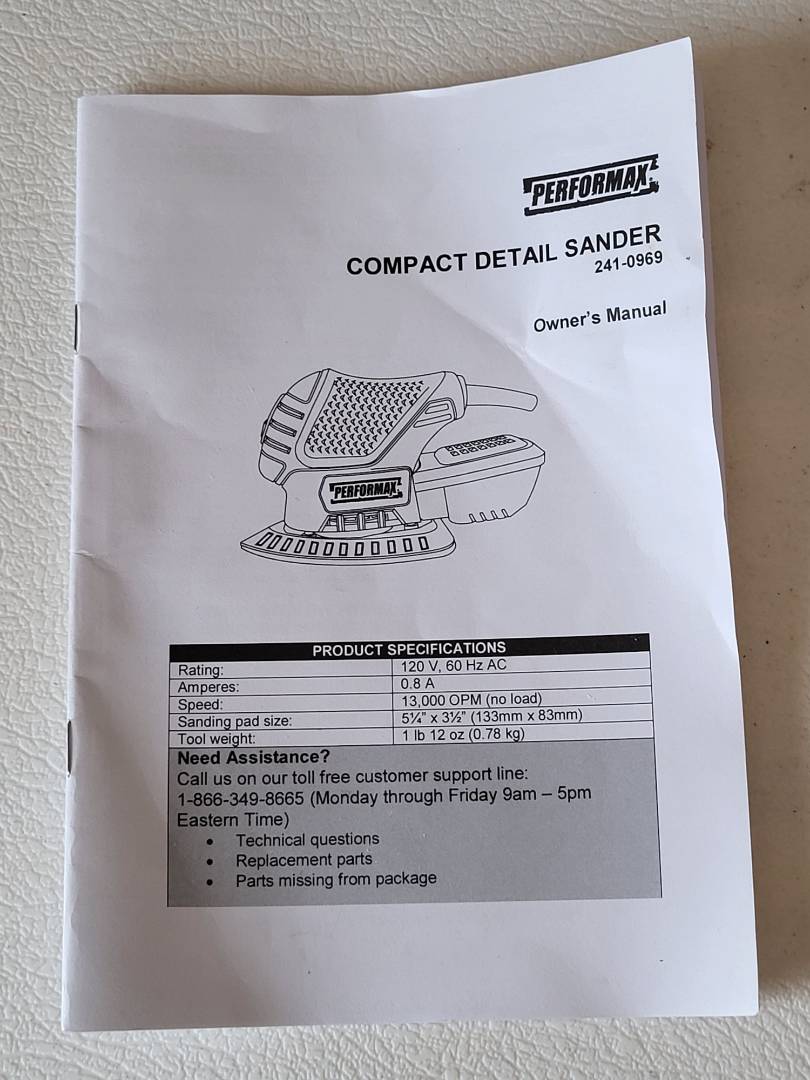 PERFORMAX
COMPACT DETAIL SANDER
241-0969
Owner's Manual
PERFORMAX
PRODUCT SPECIFICATIONS
Rating: 120 V, 60 Hz AC
Amperes: 0.8 A
Speed: 13,000 OPM (no load)
Sanding pad size: 5¼" x 3½" (133mm x 83mm)
Tool weight: 1 lb 12 oz (0.78 kg)
Need Assistance?
Call us on our toll free customer support line:
1-866-349-8665 (Monday through Friday 9am – 5pm
Eastern Time)
• Technical questions
• Replacement parts
• Parts missing from package